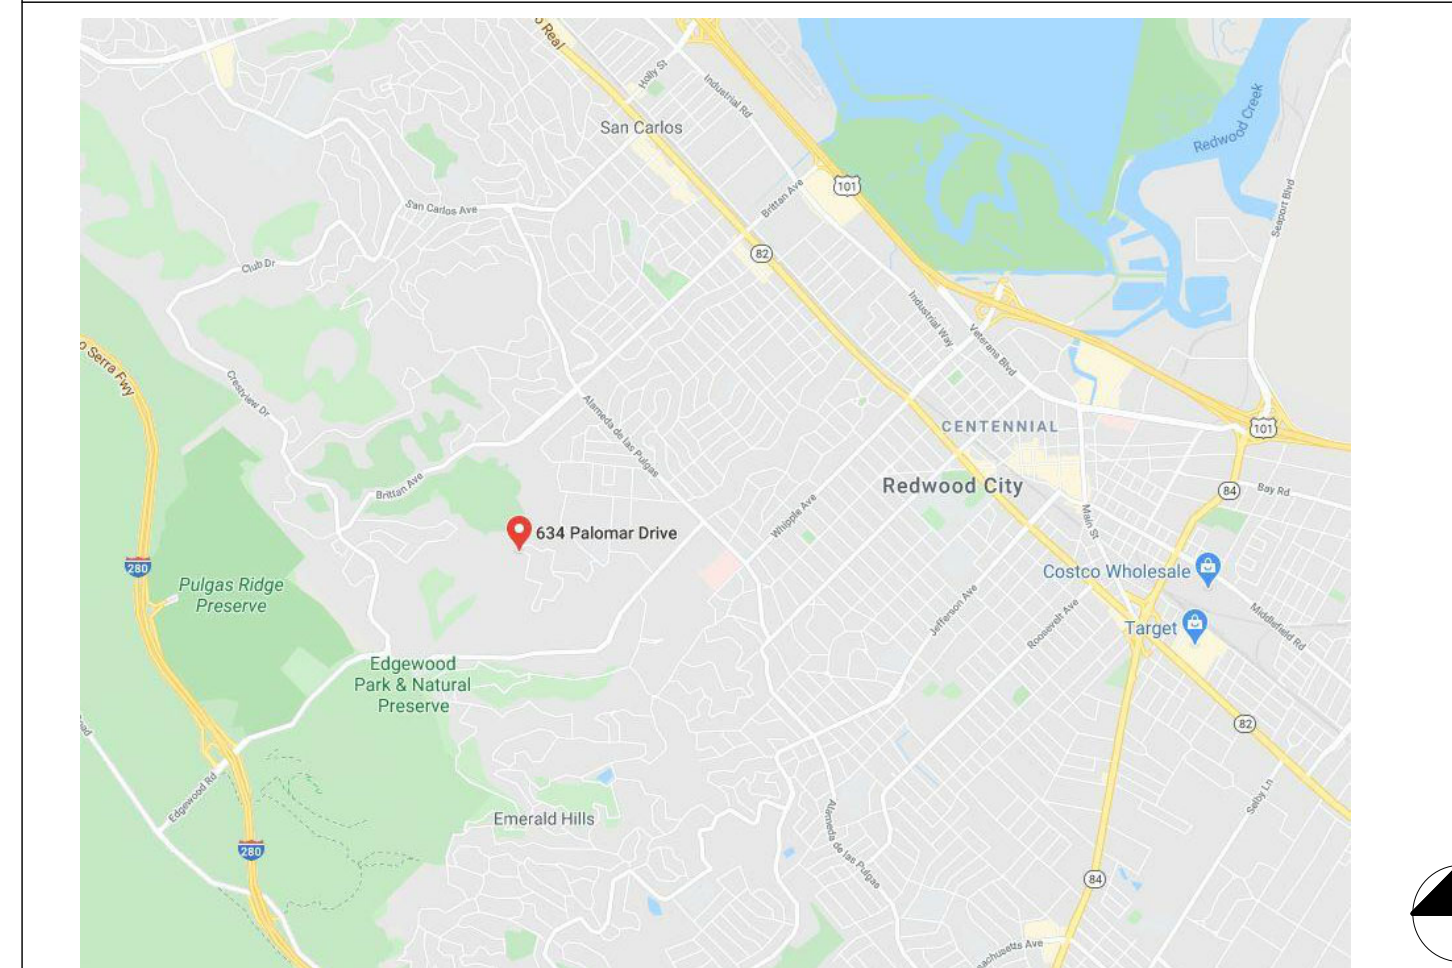 o Real
Holly St
Industrial Rd
San Carlos
Redwood Creek
101
Brittan Ave
San Carlos Ave
Seaport Blvd
82
Club Dr
Industrial Way
Veterans Blvd
o Serra Fwy
Crestview Dr
Alameda de las Pulgas
CENTENNIAL
101
Redwood City
Brittan Ave
84
Bay Rd
Whipple Ave
Main St
634 Palomar Drive
280
Costco Wholesale
Pulgas Ridge
Preserve
Jefferson Ave
Roosevelt Ave
Middlefield Rd
Target
Edgewood
Park & Natural
Preserve
82
oad
Edgewood Rd
Selby Ln
Emerald Hills
Alameda de las Pulgas
280
84
achusetts Ave